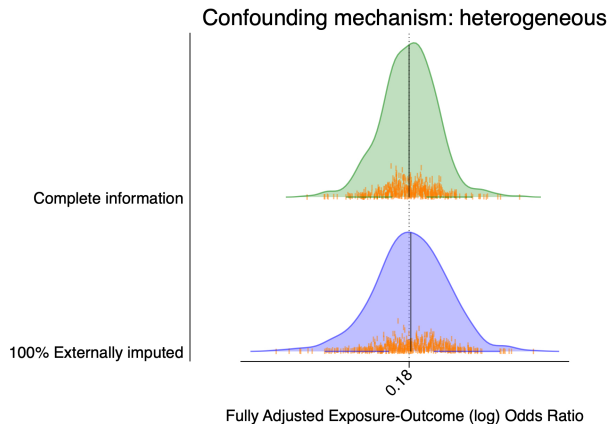 Confounding mechanism: heterogeneous
Complete information
100% Externally imputed
0.18
Fully Adjusted Exposure-Outcome (log) Odds Ratio